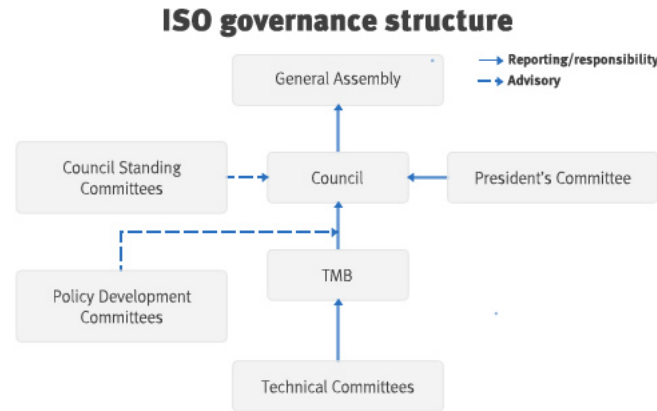 ISO governance structure
General Assembly
Reporting/responsibility
Advisory
Council Standing
Committees
Council
President's Committee
Policy Development
Committees
TMB
Technical Committees